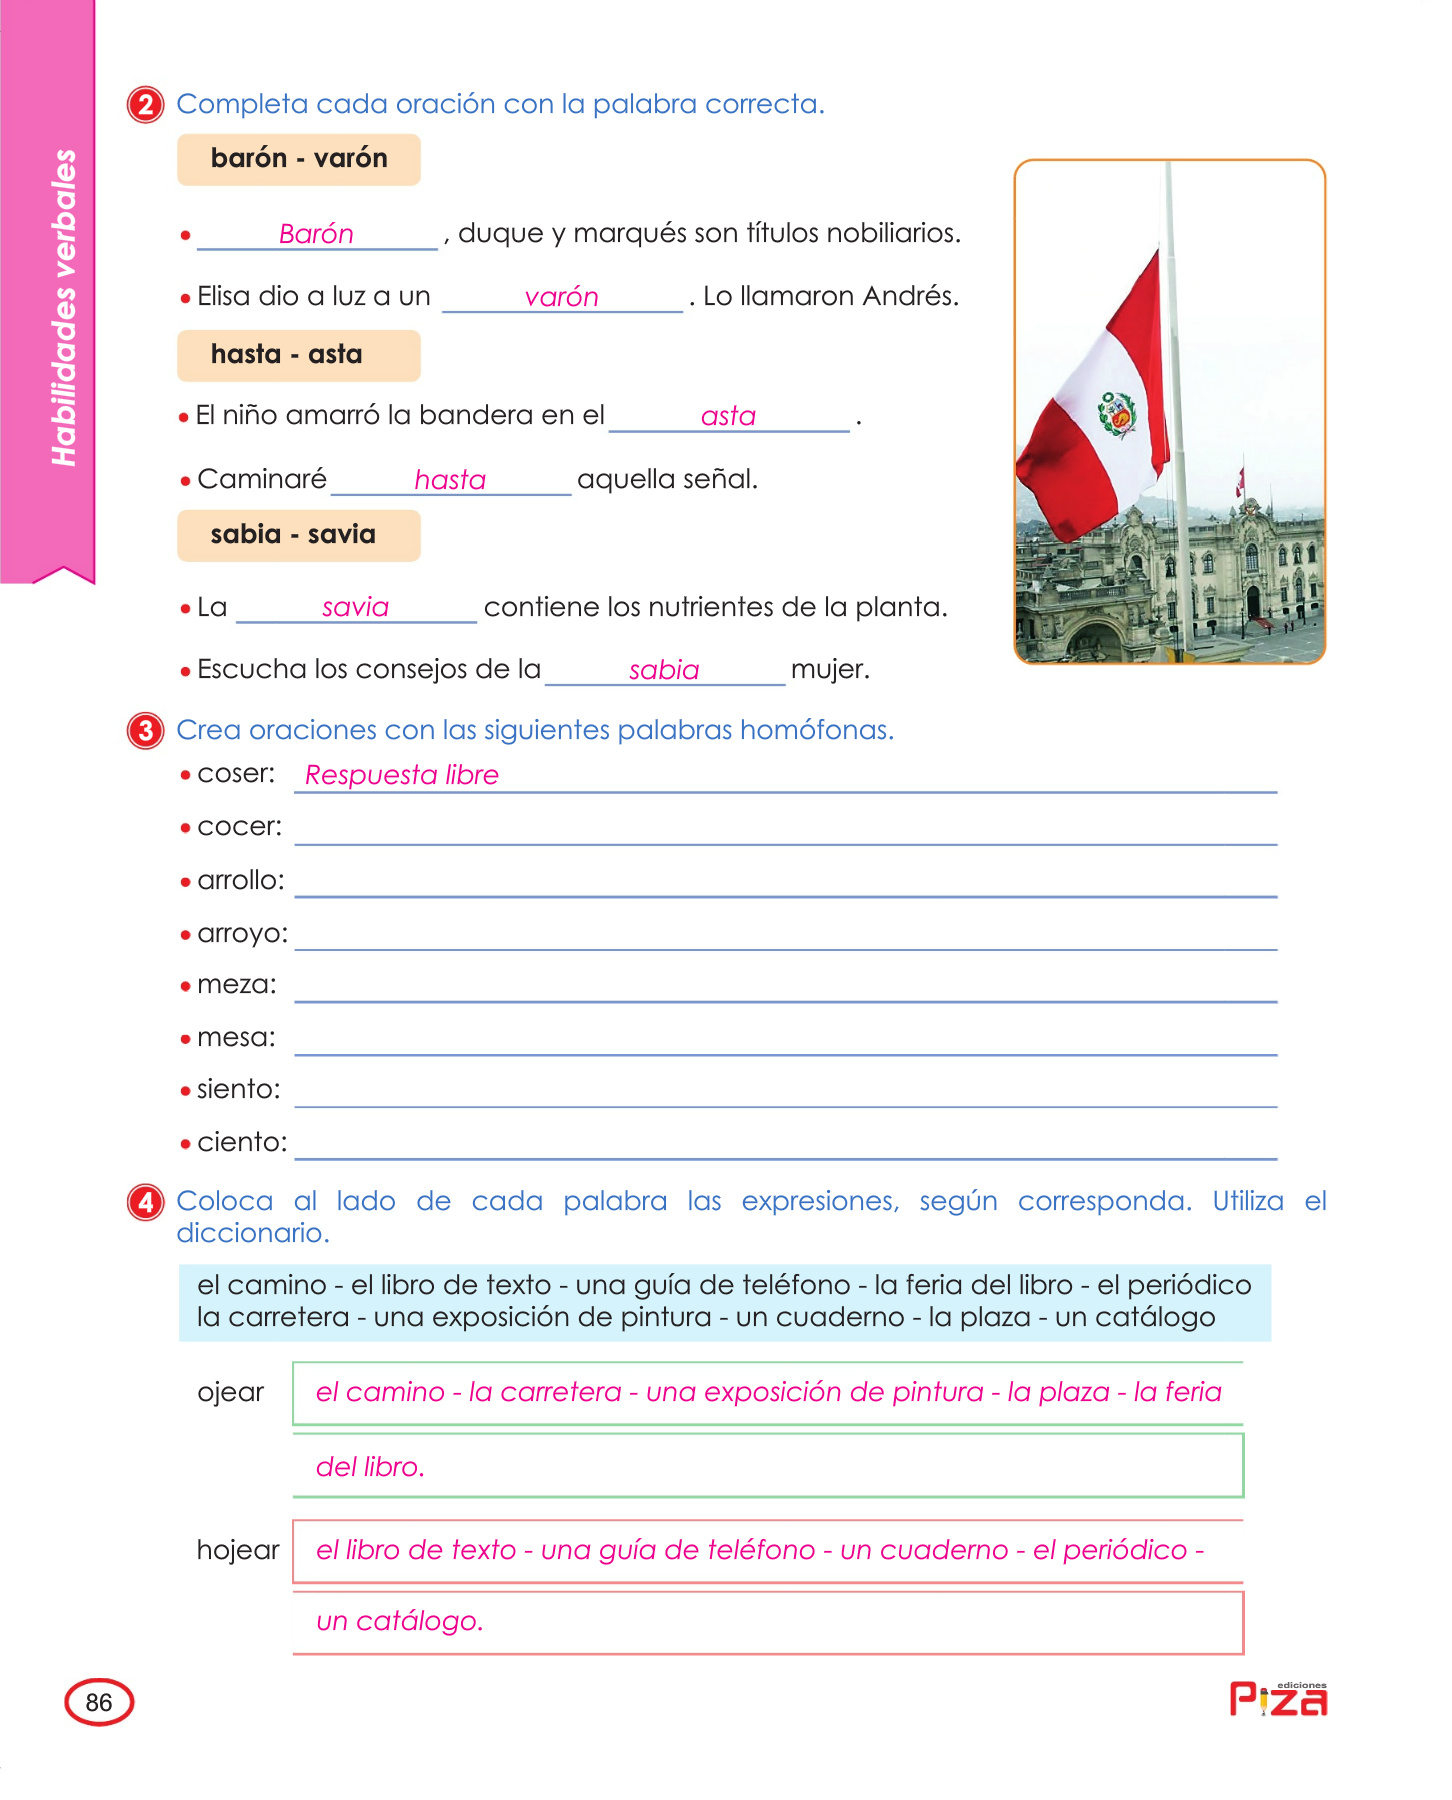 Habilidades verbales
2 Completa cada oración con la palabra correcta.
barón - varón
• Barón , duque y marqués son títulos nobiliarios.
• Elisa dio a luz a un varón . Lo llamaron Andrés.
hasta - asta
• El niño amarró la bandera en el asta .
• Caminaré hasta aquella señal.
sabia - savia
• La savia contiene los nutrientes de la planta.
• Escucha los consejos de la sabia mujer.
3 Crea oraciones con las siguientes palabras homófonas.
• coser: Respuesta libre
• cocer:
• arrollo:
• arroyo:
• meza:
• mesa:
• siento:
• ciento:
4 Coloca al lado de cada palabra las expresiones, según corresponda. Utiliza el
diccionario.
el camino - el libro de texto - una guía de teléfono - la feria del libro - el periódico
la carretera - una exposición de pintura - un cuaderno - la plaza - un catálogo
ojear el camino - la carretera - una exposición de pintura - la plaza - la feria
del libro.
hojear el libro de texto - una guía de teléfono - un cuaderno - el periódico -
un catálogo.
86
ediciones
Piza